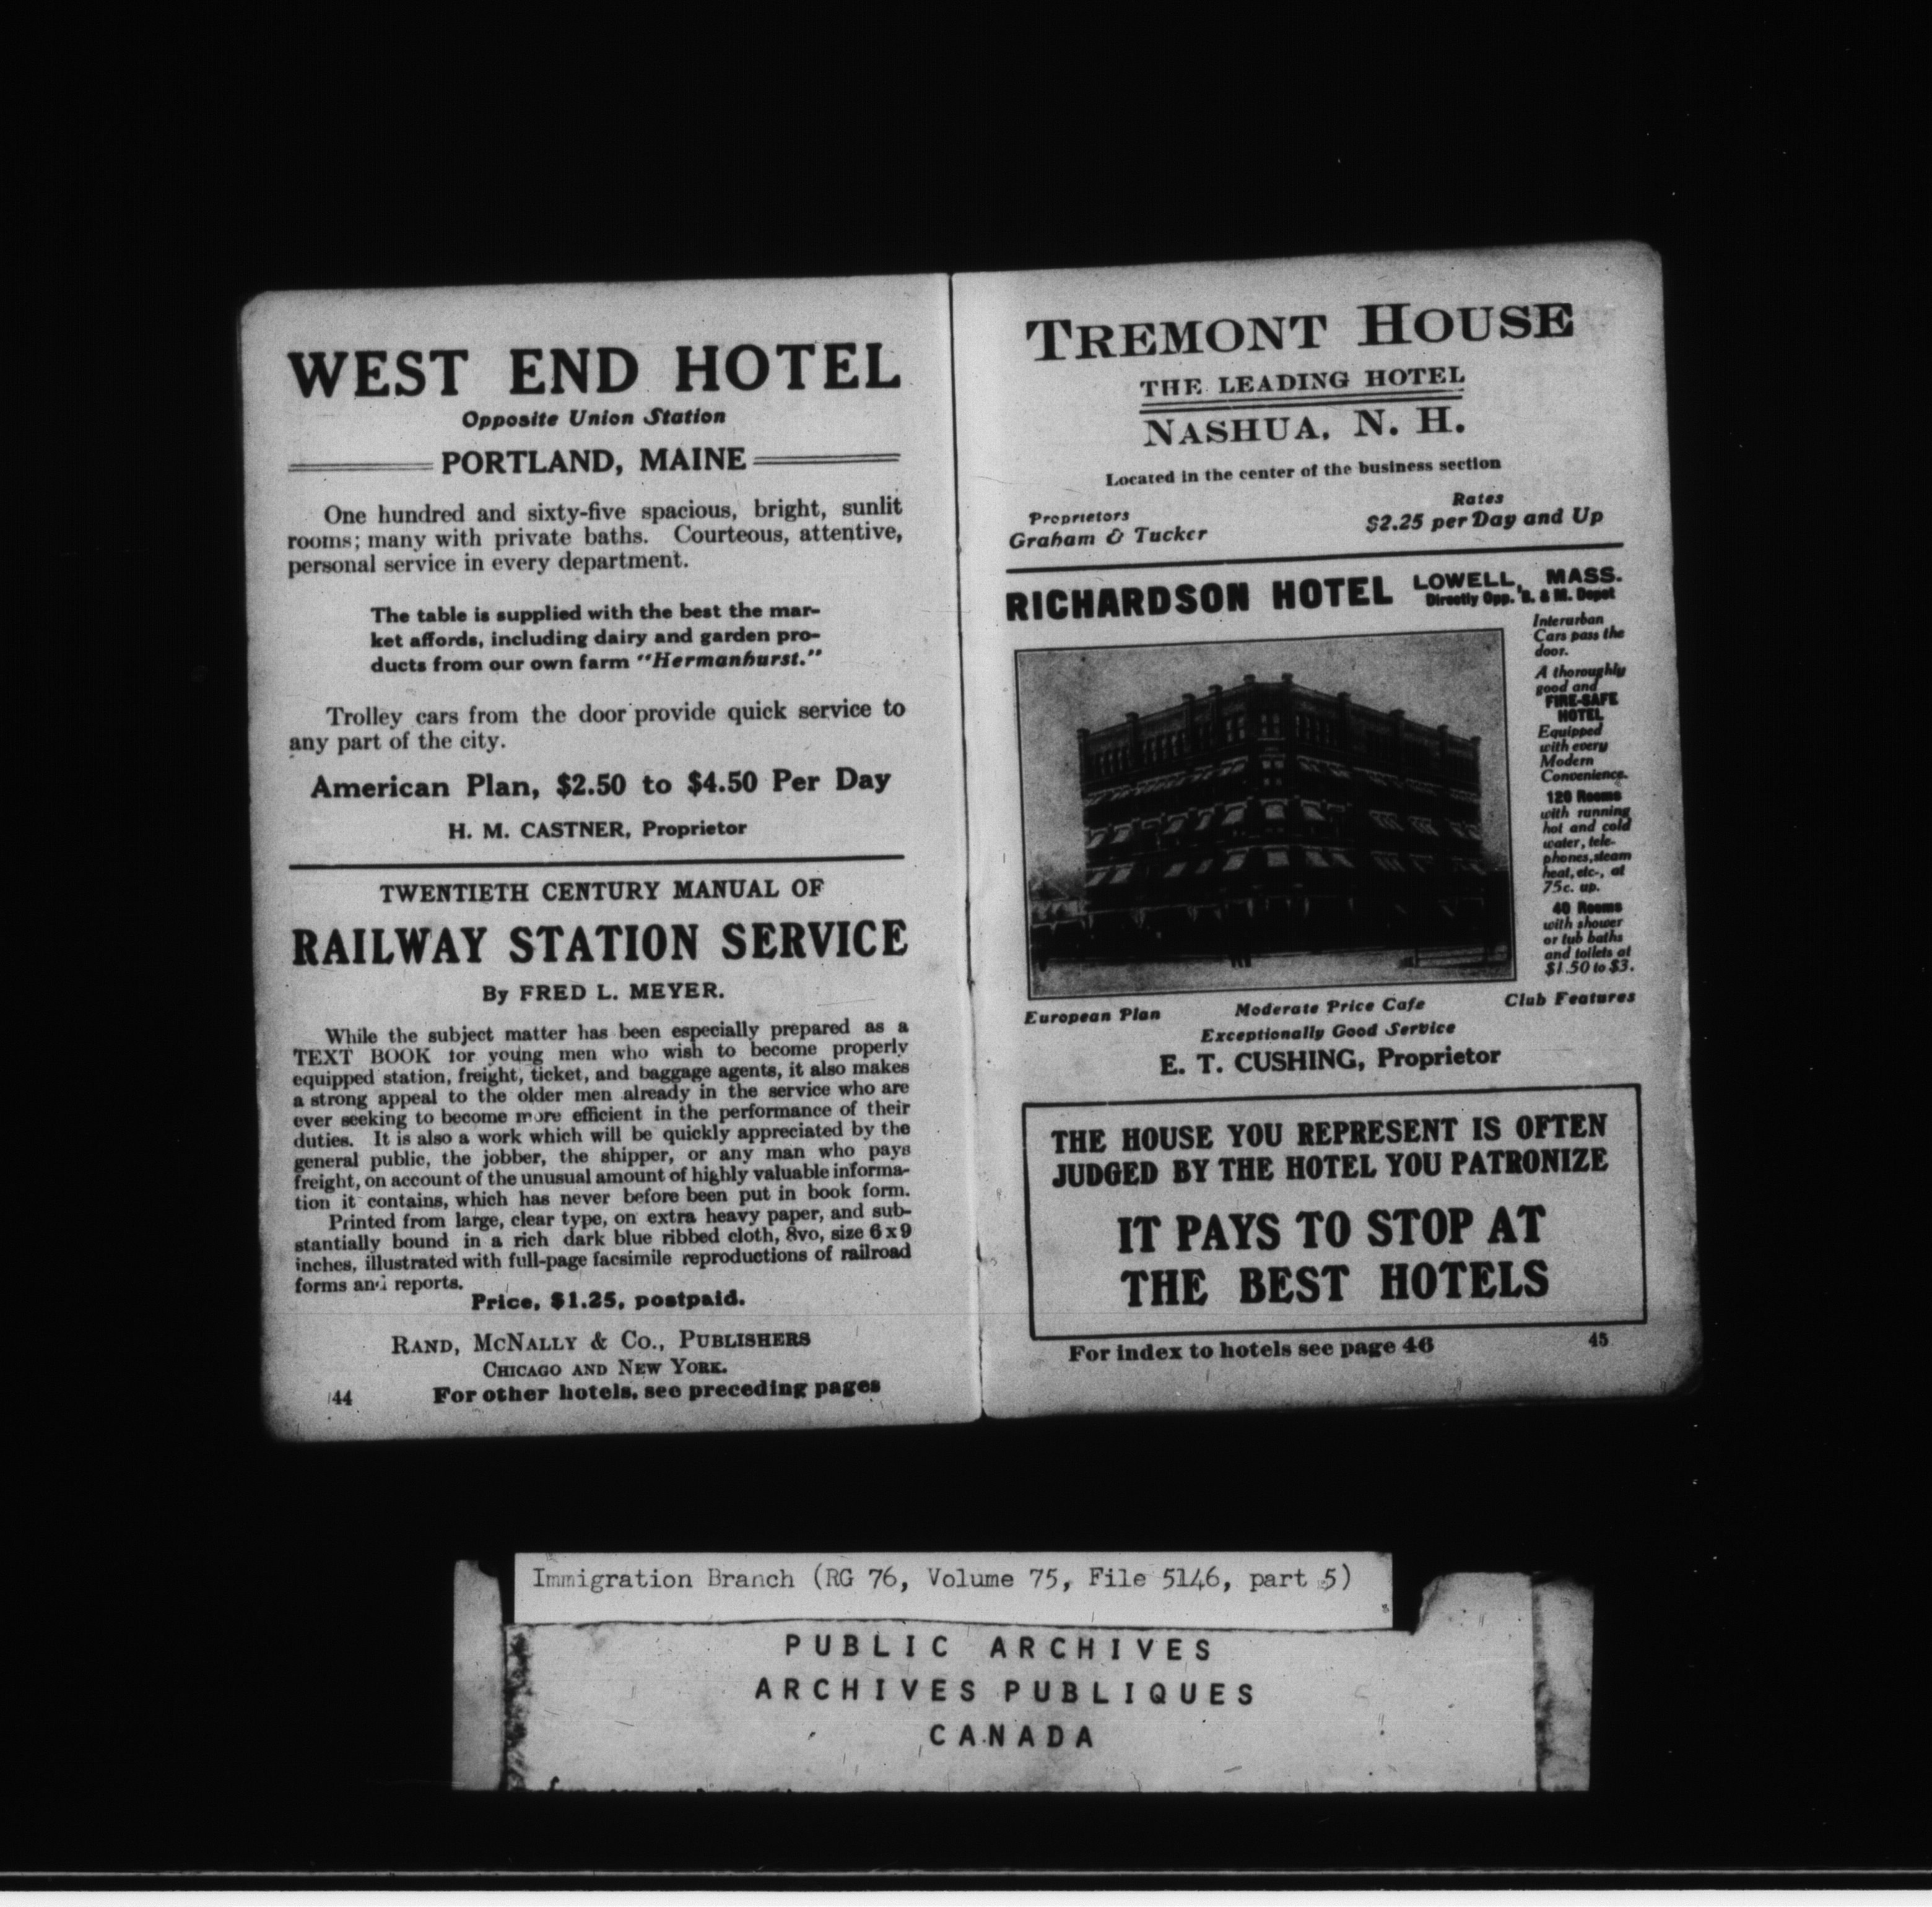 WEST END HOTEL
Opposite Union Station
PORTLAND, MAINE
One hundred and sixty-five spacious, bright, sunlit
rooms; many with private baths. Courteous, attentive,
personal service in every department.
The table is supplied with the best the mar-
ket affords, including dairy and garden pro-
ducts from our own farm "Hermanhurst."
Trolley cars from the door provide quick service to
any part of the city.
American Plan, $2.50 to $4.50 Per Day
H. M. CASTNER, Proprietor
TWENTIETH CENTURY MANUAL OF
RAILWAY STATION SERVICE
By FRED L. MEYER.
While the subject matter has been especially prepared as a
TEXT BOOK for young men who wish to become properly
equipped station, freight, ticket, and baggage agents, it also makes
a strong appeal to the older men already in the service who are
ever seeking to become more efficient in the performance of their
duties. It is also a work which will be quickly appreciated by the
general public, the jobber, the shipper, or any man who pays
freight, on account of the unusual amount of highly valuable informa-
tion it contains, which has never before been put in book form.
Printed from large, clear type, on extra heavy paper, and sub-
stantially bound in a rich dark blue ribbed cloth, 8vo, size 6 x 9
inches, illustrated with full-page facsimile reproductions of railroad
forms and reports.
Price, $1.25, postpaid.
RAND, MCNALLY & CO., PUBLISHERS
CHICAGO AND NEW YORK.
44 For other hotels, see preceding pages
TREMONT HOUSE
THE LEADING HOTEL
NASHUA, N. H.
Located in the center of the business section
Proprietors
Graham & Tucker
Rates
$2.25 per Day and Up
RICHARDSON HOTEL
LOWELL, MASS.
Directly Opp. B. & M. Depot
Interurban
Cars pass the
door.
A thoroughly
good and
FIRE-SAFE
HOTEL
Equipped
with every
Modern
Convenience.
120 Rooms
with running
hot and cold
water, tele-
phones, steam
heat, etc., at
75c. up.
40 Rooms
with shower
or tub baths
and toilets at
$1.50 to $3.
European Plan Moderate Price Cafe Club Features
Exceptionally Good Service
E. T. CUSHING, Proprietor
THE HOUSE YOU REPRESENT IS OFTEN
JUDGED BY THE HOTEL YOU PATRONIZE
IT PAYS TO STOP AT
THE BEST HOTELS
For index to hotels see page 46 45
Immigration Branch (RG 76, Volume 75, File 5146, part 5)
PUBLIC ARCHIVES
ARCHIVES PUBLIQUES
CANADA